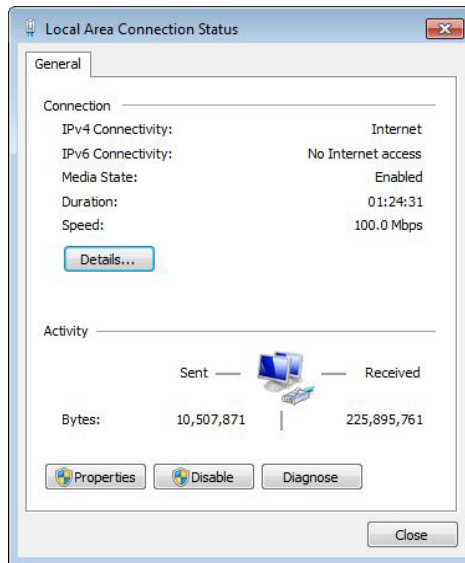 Local Area Connection Status
General
Connection
IPv4 Connectivity: Internet
IPv6 Connectivity: No Internet access
Media State: Enabled
Duration: 01:24:31
Speed: 100.0 Mbps
Details...
Activity
Sent Received
Bytes: 10,507,871 225,895,761
Properties Disable Diagnose
Close